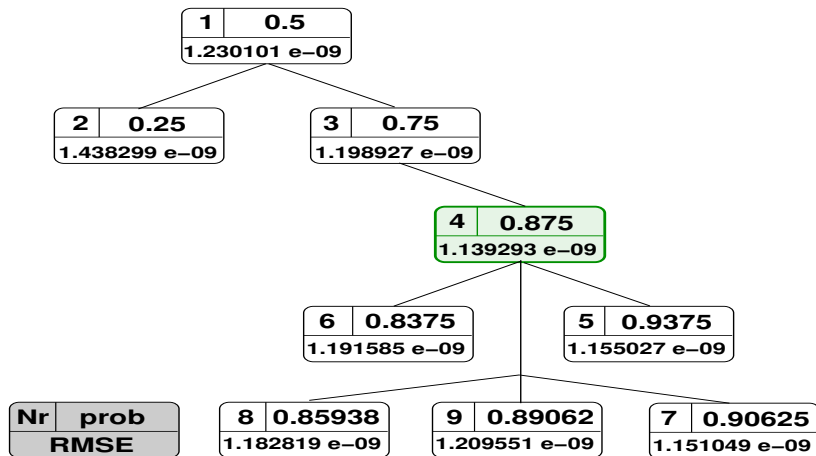 1 0.5
1.230101 e−09
2 0.25
1.438299 e−09
3 0.75
1.198927 e−09
4 0.875
1.139293 e−09
6 0.8375
1.191585 e−09
5 0.9375
1.155027 e−09
Nr prob
RMSE
8 0.85938
1.182819 e−09
9 0.89062
1.209551 e−09
7 0.90625
1.151049 e−09